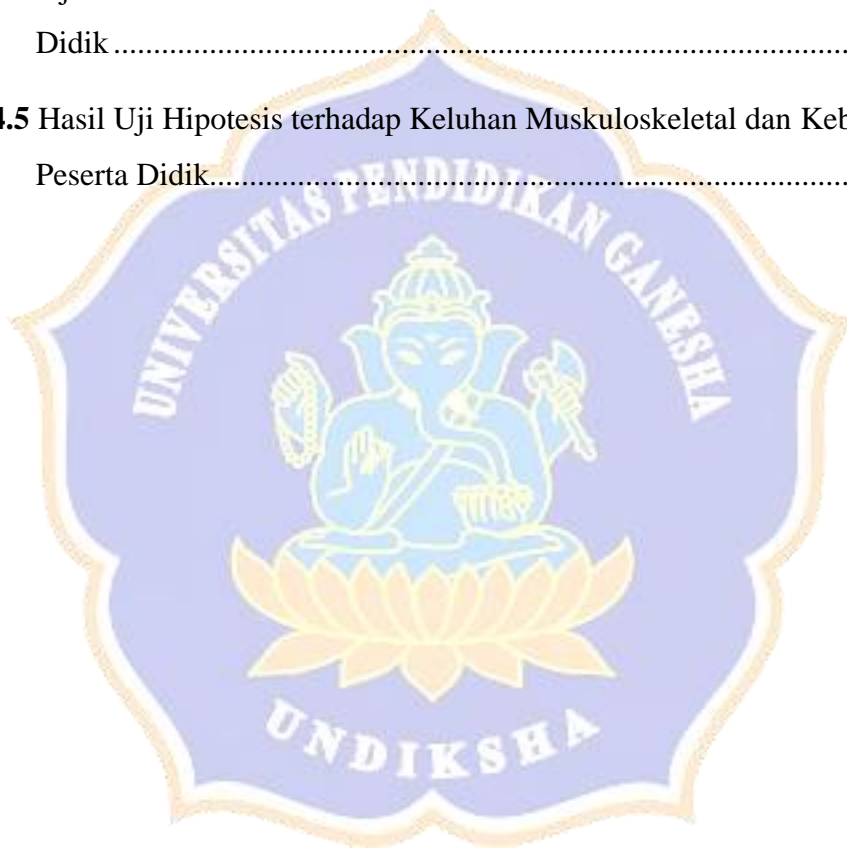 Didik
4.5 Hasil Uji Hipotesis terhadap Keluhan Muskuloskeletal dan Keb
Peserta Didik
UNIVERSITAS PENDIDIKAN GANESHA
UNDIKSHA